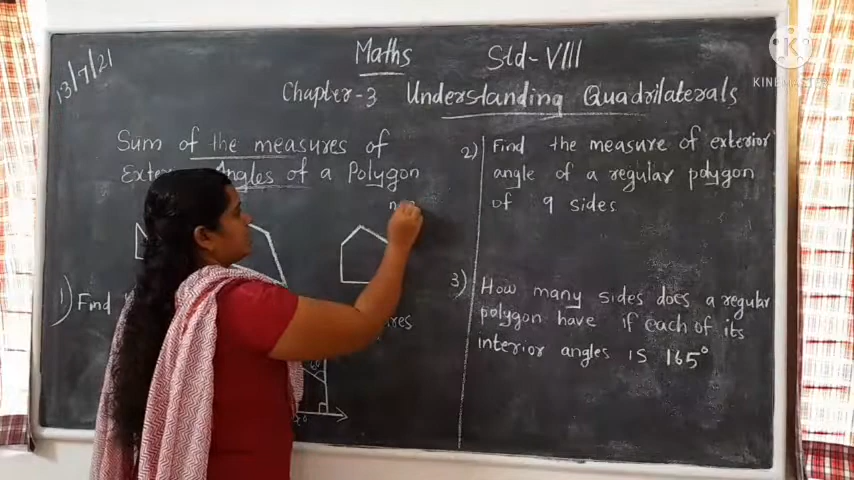 13/7/21
Maths Std-VIII
Chapter-3 Understanding Quadrilaterals
Sum of the measures of
Exter Angles of a Polygon
1) Find
2) Find the measure of exterior
angle of a regular polygon
of 9 sides
3) How many sides does a regular
polygon have if each of its
interior angles is 165°
KINEMASTER